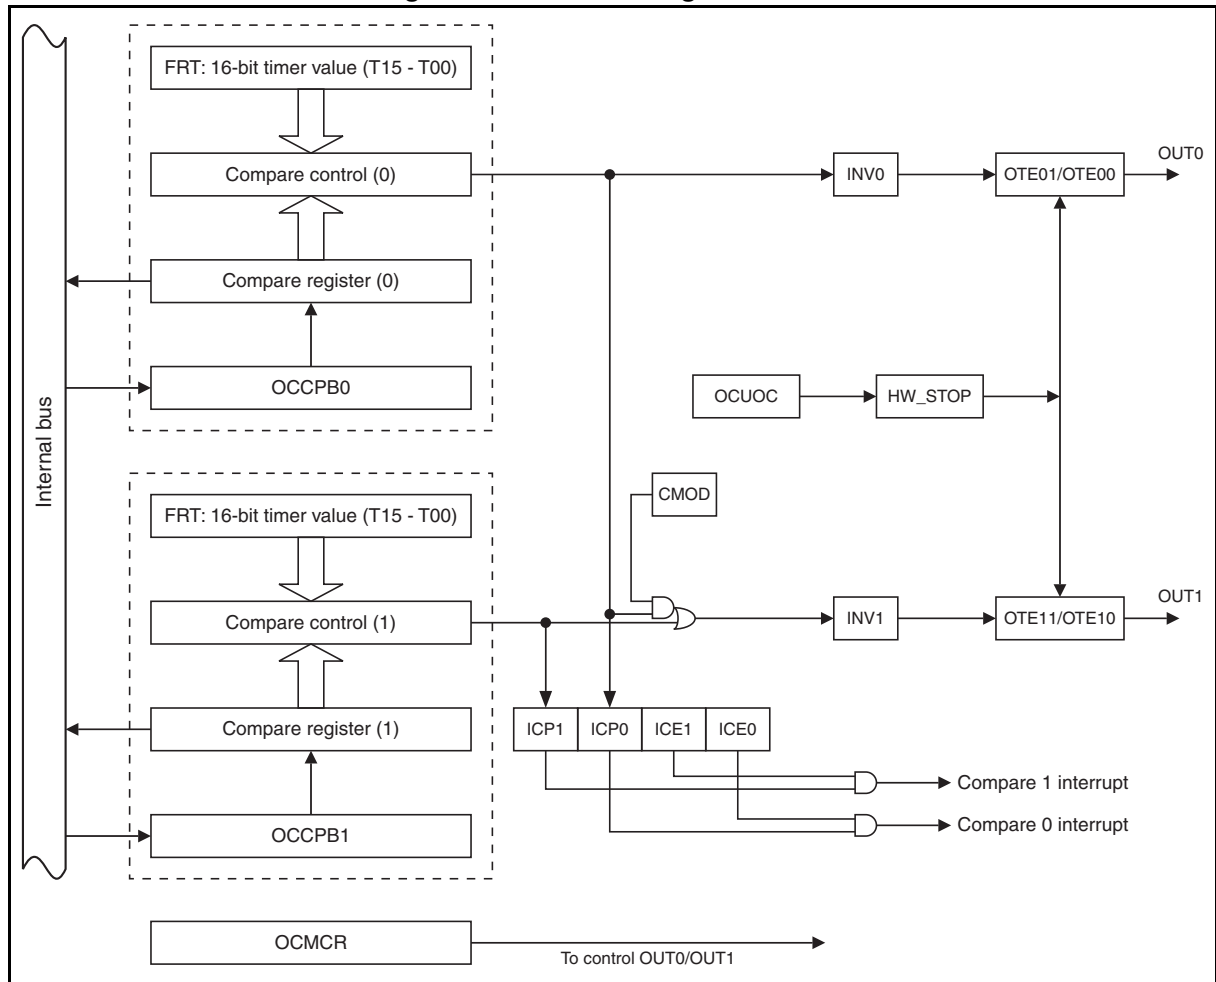 FRT: 16-bit timer value (T15 - T00)
Compare control (0)
Compare register (0)
OCCPB0
Internal bus
FRT: 16-bit timer value (T15 - T00)
Compare control (1)
Compare register (1)
OCCPB1
OCMCR
To control OUT0/OUT1
INV0
OTE01/OTE00
OUT0
OCUOC
HW_STOP
CMOD
INV1
OTE11/OTE10
OUT1
ICP1
ICP0
ICE1
ICE0
Compare 1 interrupt
Compare 0 interrupt